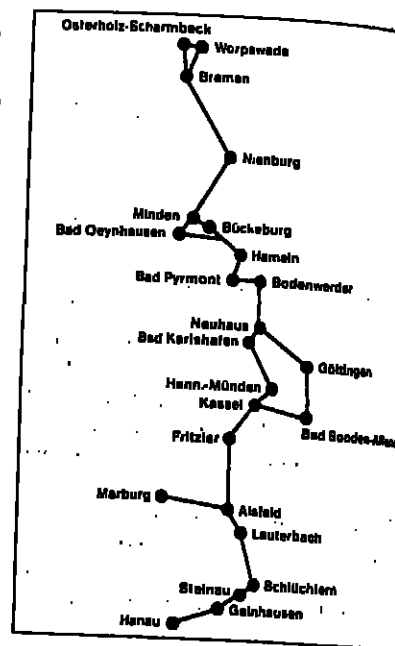 Osterholz-Scharmbeck
Worpswede
Bremen
Nienburg
Minden
Bückeburg
Bad Oeynhausen
Hameln
Bad Pyrmont
Bodenwerder
Neuhaus
Bad Karlshafen
Göttingen
Hann.-Münden
Kassel
Bad Sooden-Allen
Fritzlar
Marburg
Alsfeld
Lauterbach
Schlüchtern
Steinau
Gelnhausen
Hanau